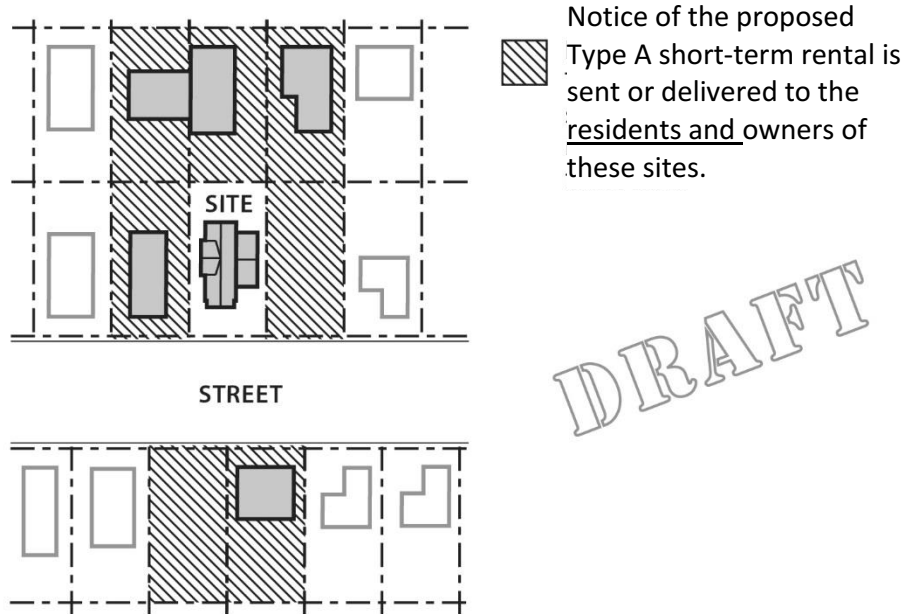 Notice of the proposed
Type A short-term rental is
sent or delivered to the
residents and owners of
these sites.
SITE
STREET
DRAFT